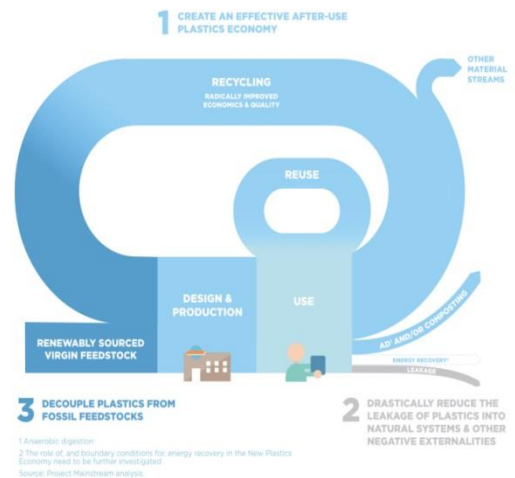 1 CREATE AN EFFECTIVE AFTER-USE
PLASTICS ECONOMY
OTHER
MATERIAL
STREAMS
RECYCLING
RADICALLY IMPROVED
ECONOMICS & QUALITY
REUSE
DESIGN &
PRODUCTION
USE
RENEWABLY SOURCED
VIRGIN FEEDSTOCK
AD¹ AND/OR COMPOSTING
ENERGY RECOVERY²
LEAKAGE
3 DECOUPLE PLASTICS FROM
FOSSIL FEEDSTOCKS
2 DRASTICALLY REDUCE THE
LEAKAGE OF PLASTICS INTO
NATURAL SYSTEMS & OTHER
NEGATIVE EXTERNALITIES
1 Anaerobic digestion
2 The role of, and boundary conditions for, energy recovery in the New Plastics
Economy need to be further investigated
Source: Project Mainstream analysis.